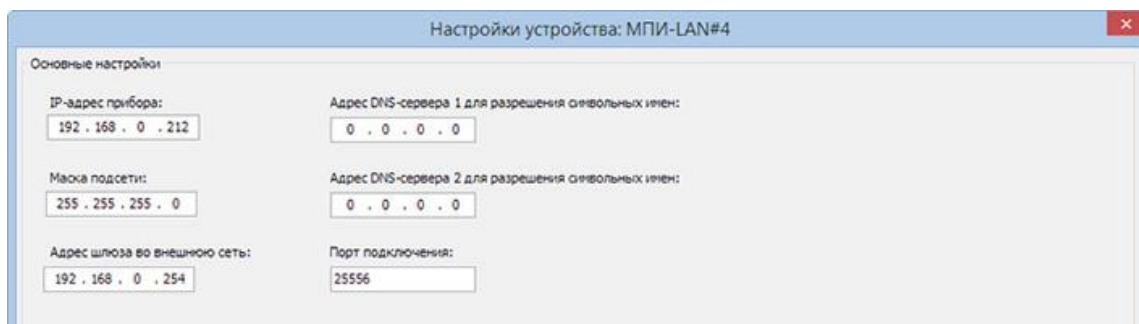 Настройки устройства: МПИ-LAN#4
Основные настройки
IP-адрес прибора:
192 . 168 . 0 . 212
Адрес DNS-сервера 1 для разрешения символьных имен:
0 . 0 . 0 . 0
Маска подсети:
255 . 255 . 255 . 0
Адрес DNS-сервера 2 для разрешения символьных имен:
0 . 0 . 0 . 0
Адрес шлюза во внешнюю сеть:
192 . 168 . 0 . 254
Порт подключения:
25556